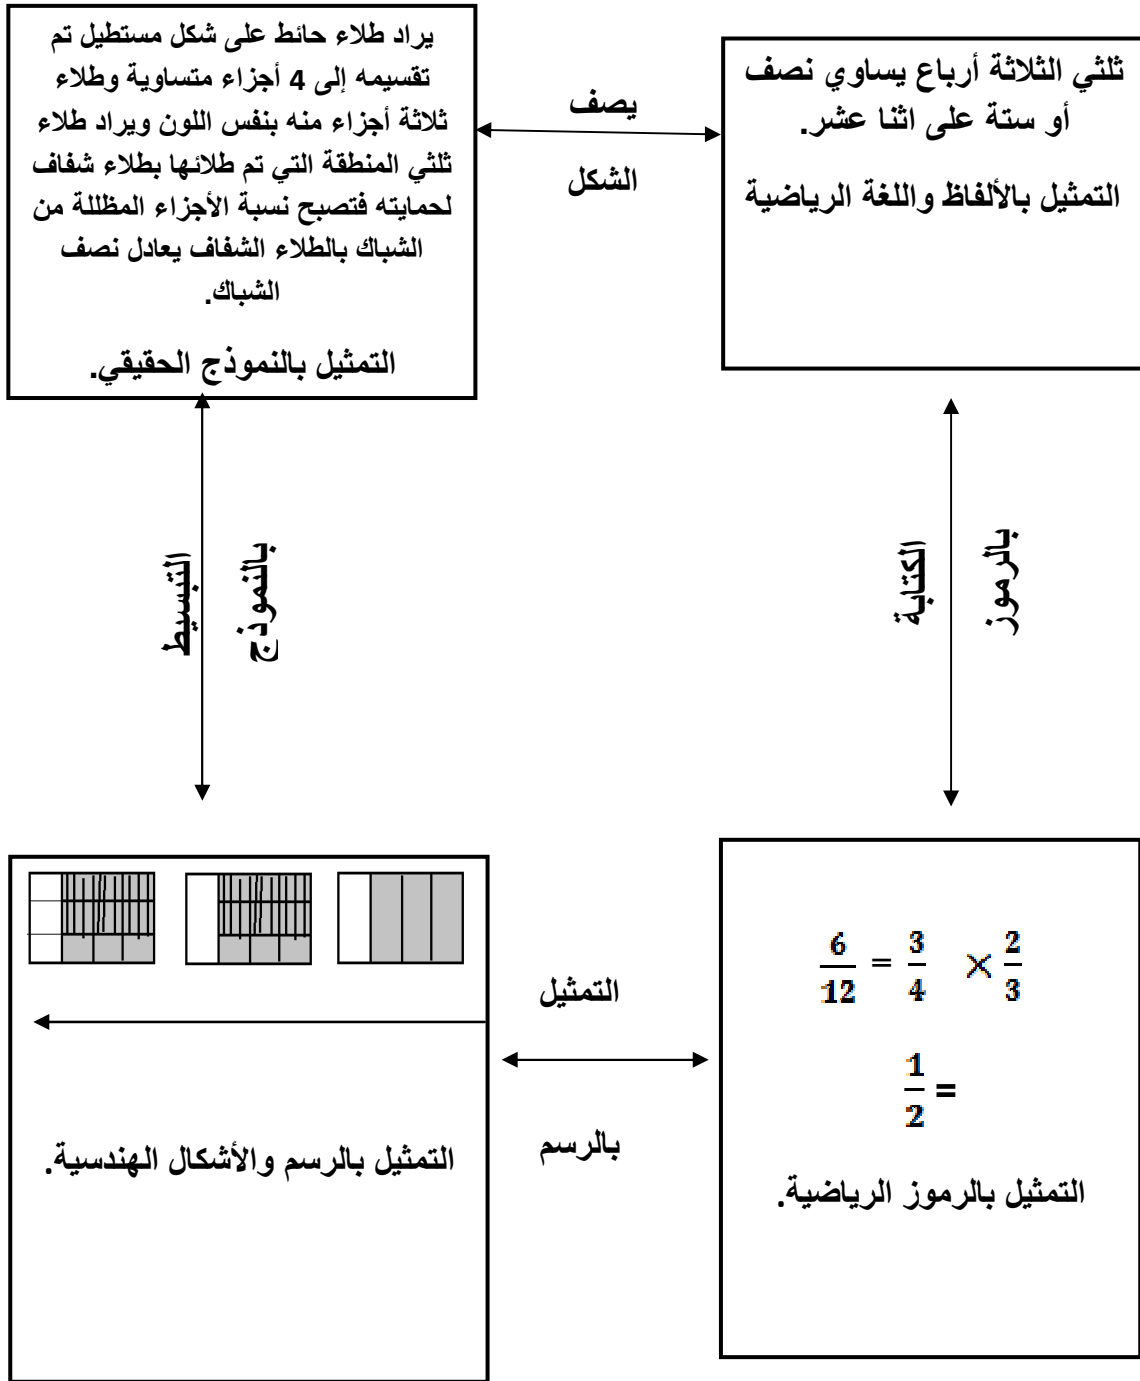 ثلثي الثلاثة أرباع يساوي نصف
أو ستة على اثنا عشر.
التمثيل بالألفاظ واللغة الرياضية
يصف
الشكل
يراد طلاء حائط على شكل مستطيل تم
تقسيمه إلى 4 أجزاء متساوية وطلاء
ثلاثة أجزاء منه بنفس اللون ويراد طلاء
ثلثي المنطقة التي تم طلائها بطلاء شفاف
لحمايته فتصبح نسبة الأجزاء المظللة من
الشباك بالطلاء الشفاف يعادل نصف
الشباك.
التمثيل بالنموذج الحقيقي.
بالرموز
الكتابة
بالنموذج
التبسيط
6/12 = 3/4 × 2/3
1/2 =
التمثيل بالرموز الرياضية.
التمثيل
بالرسم
التمثيل بالرسم والأشكال الهندسية.